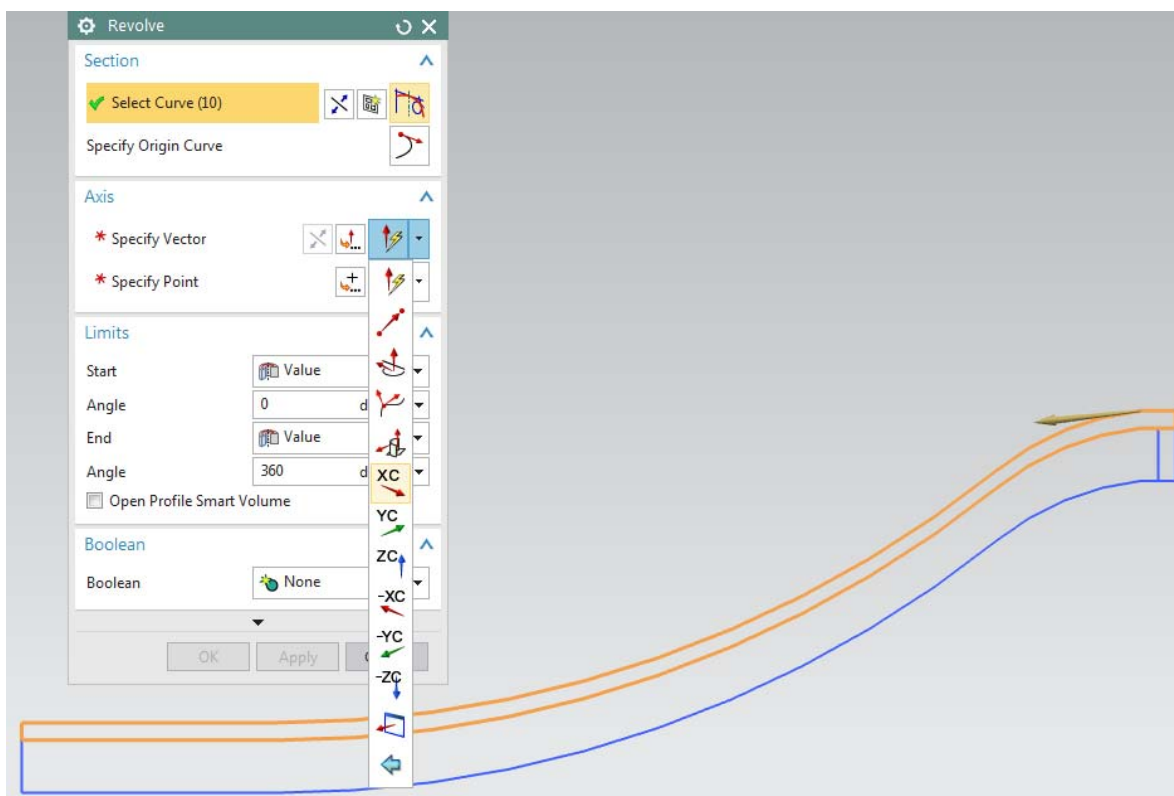 Revolve
Section
Select Curve (10)
Specify Origin Curve
Axis
* Specify Vector
* Specify Point
Limits
Start Value
Angle 0 d
End Value
Angle 360 d
XC
YC
Open Profile Smart Volume
Boolean
ZC
Boolean None
-XC
-YC
OK Apply
-ZC